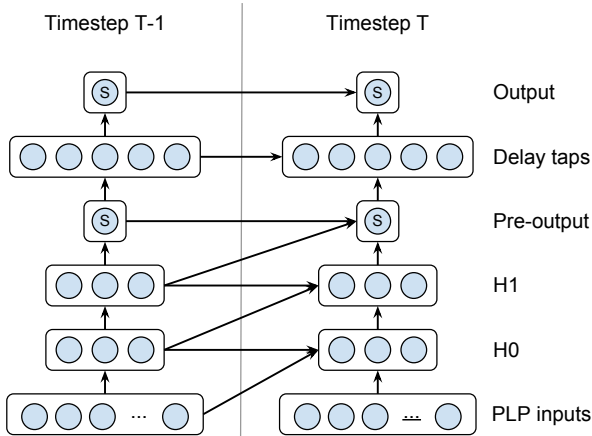 Timestep T-1 Timestep T
S S Output
Delay taps
S S Pre-output
H1
H0
... ... PLP inputs